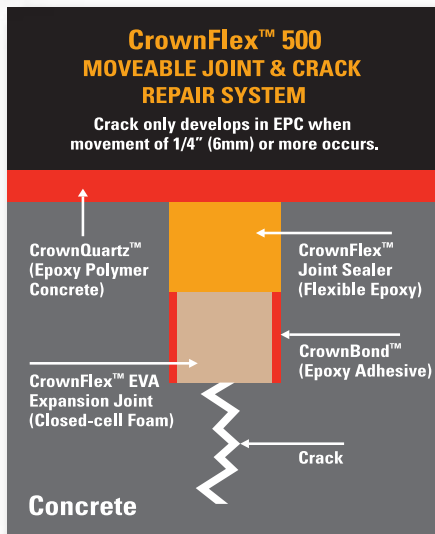 CrownFlex™ 500
MOVEABLE JOINT & CRACK
REPAIR SYSTEM
Crack only develops in EPC when
movement of 1/4” (6mm) or more occurs.
CrownQuartz™
(Epoxy Polymer
Concrete)
CrownFlex™
Joint Sealer
(Flexible Epoxy)
CrownBond™
(Epoxy Adhesive)
CrownFlex™ EVA
Expansion Joint
(Closed-cell Foam)
Crack
Concrete